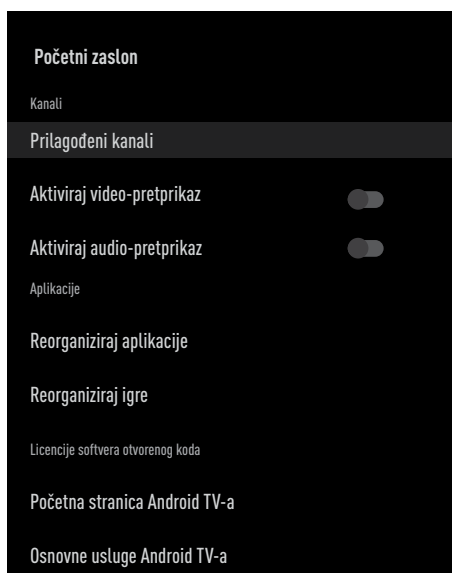 Početni zaslon
Kanali
Prilagođeni kanali
Aktiviraj video-pretprikaz
Aktiviraj audio-pretprikaz
Aplikacije
Reorganiziraj aplikacije
Reorganiziraj igre
Licencije softvera otvorenog koda
Početna stranica Android TV-a
Osnovne usluge Android TV-a